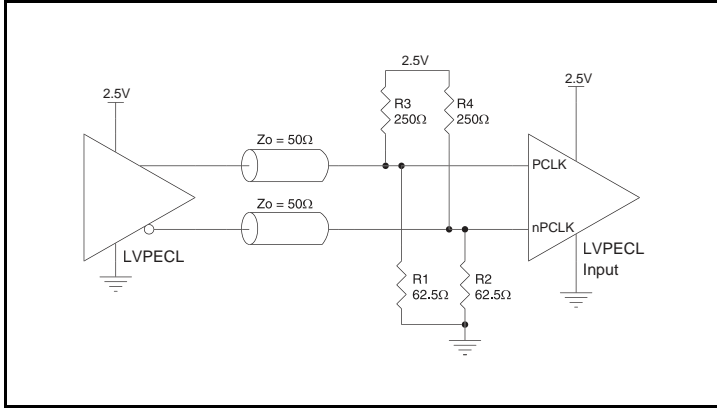 2.5V
2.5V
2.5V
R3
250Ω
R4
250Ω
Zo = 50Ω
PCLK
Zo = 50Ω
nPCLK
LVPECL
LVPECL
Input
R1
62.5Ω
R2
62.5Ω